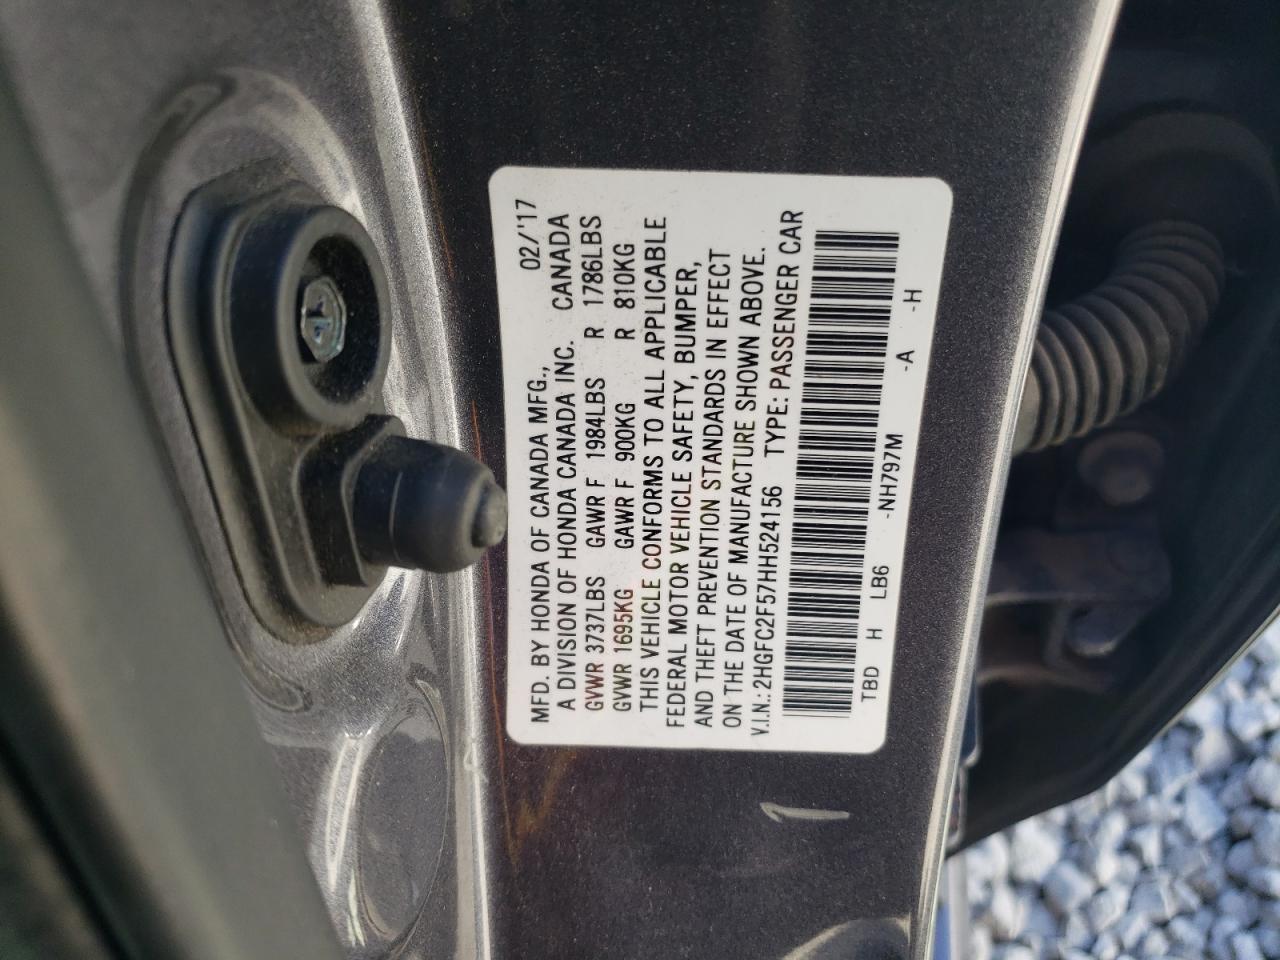 MFD. BY HONDA OF CANADA MFG., 02/'17
A DIVISION OF HONDA CANADA INC. CANADA
GVWR 3737LBS GAWR F 1984LBS R 1786LBS
GVWR 1695KG GAWR F 900KG R 810KG
THIS VEHICLE CONFORMS TO ALL APPLICABLE
FEDERAL MOTOR VEHICLE SAFETY, BUMPER,
AND THEFT PREVENTION STANDARDS IN EFFECT
ON THE DATE OF MANUFACTURE SHOWN ABOVE.
V.I.N.: 2HGFC2F57HH524156 TYPE: PASSENGER CAR
TBD H LB6 -NH797M -A -H